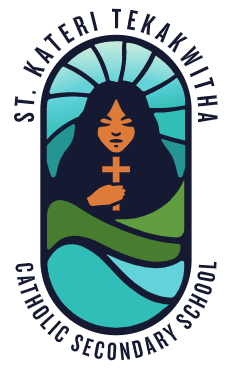 ST. KATERI TEKAKWITHA
CATHOLIC SECONDARY SCHOOL